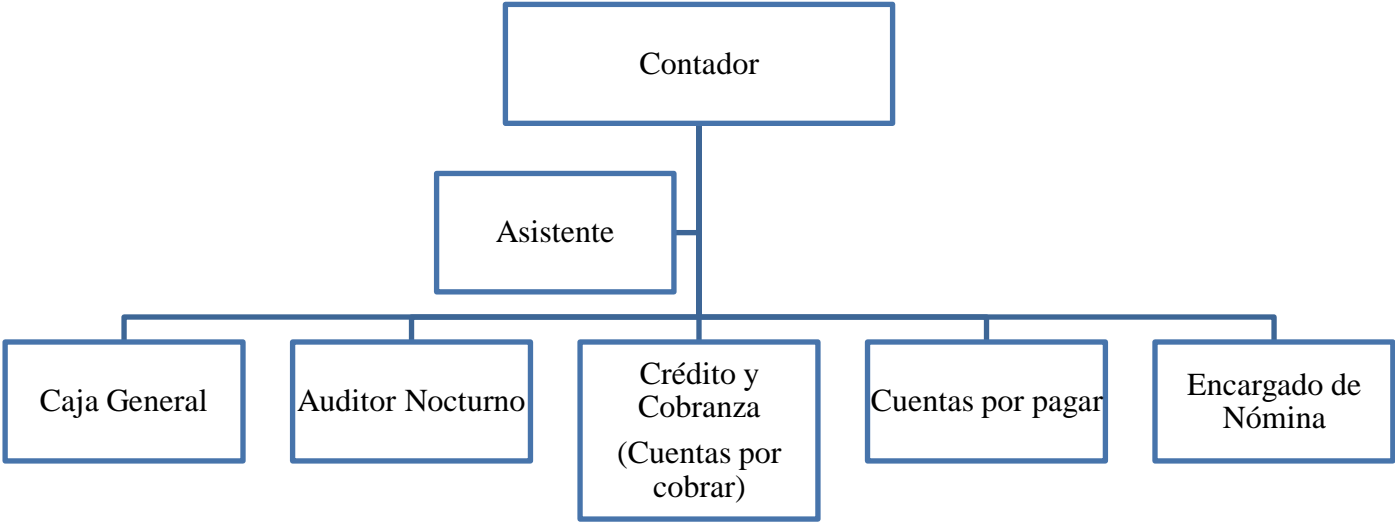 Contador
Asistente
Caja General
Auditor Nocturno
Crédito y
Cobranza
(Cuentas por
cobrar)
Cuentas por pagar
Encargado de
Nómina